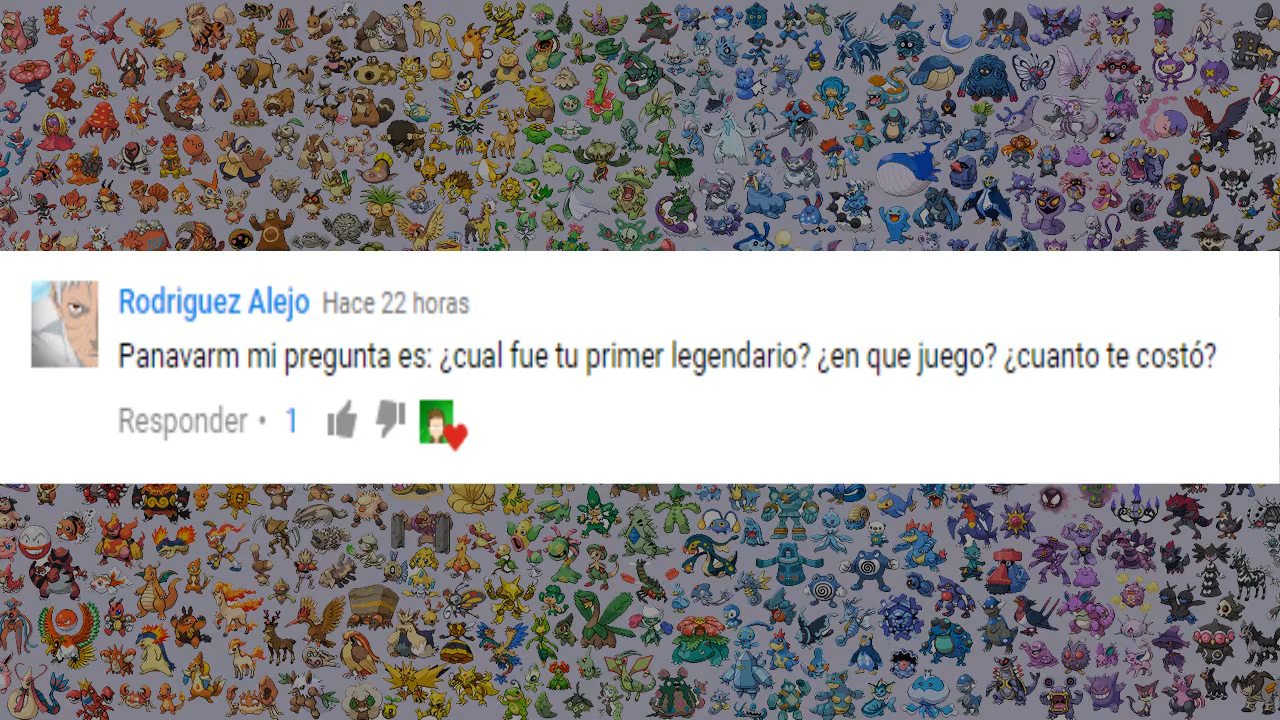 Rodriguez Alejo Hace 22 horas
Panavarm mi pregunta es: ¿cual fue tu primer legendario? ¿en que juego? ¿cuanto te costó?
Responder • 1